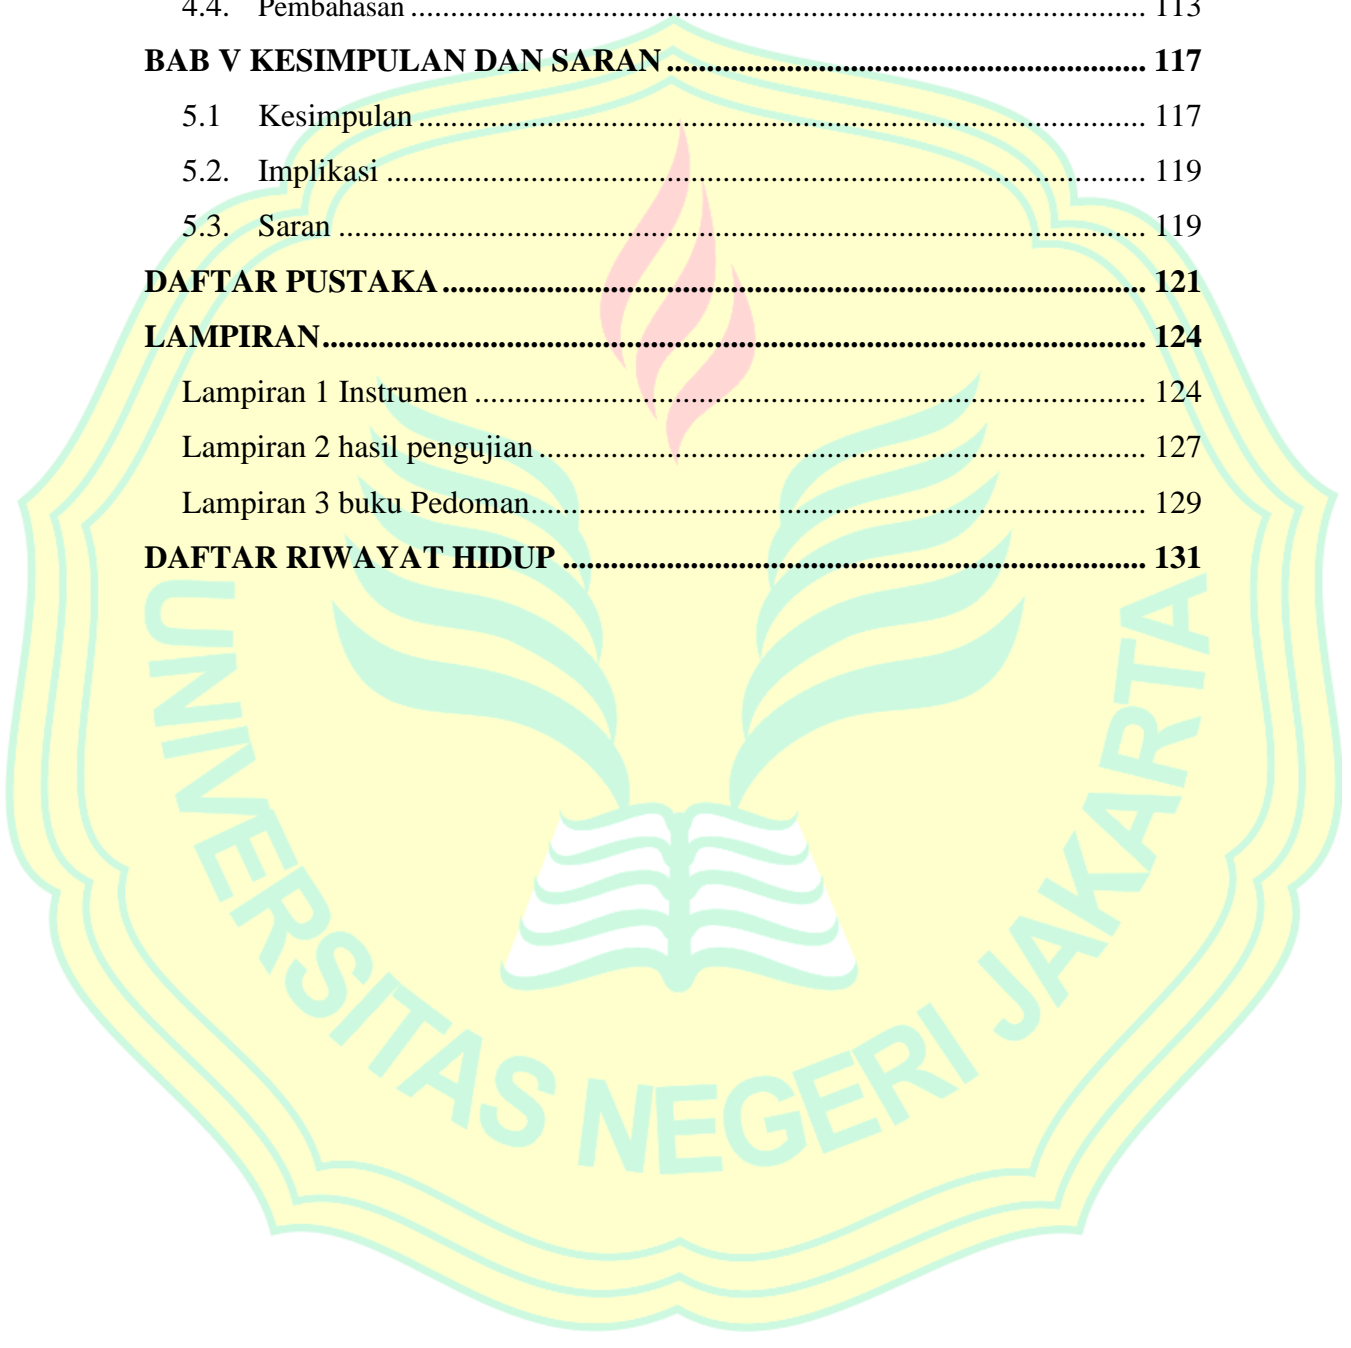 4.4. Pembahasan ........................................................................................... 113
BAB V KESIMPULAN DAN SARAN ........................................................... 117
5.1 Kesimpulan .......................................................................................... 117
5.2. Implikasi .............................................................................................. 119
5.3. Saran .................................................................................................... 119
DAFTAR PUSTAKA ....................................................................................... 121
LAMPIRAN...................................................................................................... 124
Lampiran 1 Instrumen ................................................................................... 124
Lampiran 2 hasil pengujian ........................................................................... 127
Lampiran 3 buku Pedoman............................................................................ 129
DAFTAR RIWAYAT HIDUP ........................................................................ 131
UNIVERSITAS NEGERI JAKARTA